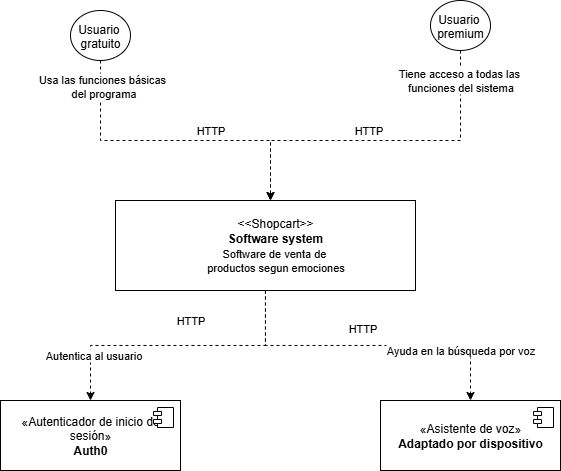 Usuario
gratuito
Usuario
premium
Usa las funciones básicas
del programa
Tiene acceso a todas las
funciones del sistema
HTTP
HTTP
<<Shopcart>>
Software system
Software de venta de
productos segun emociones
HTTP
HTTP
Autentica al usuario
Ayuda en la búsqueda por voz
«Autenticador de inicio de
sesión»
Auth0
«Asistente de voz»
Adaptado por dispositivo